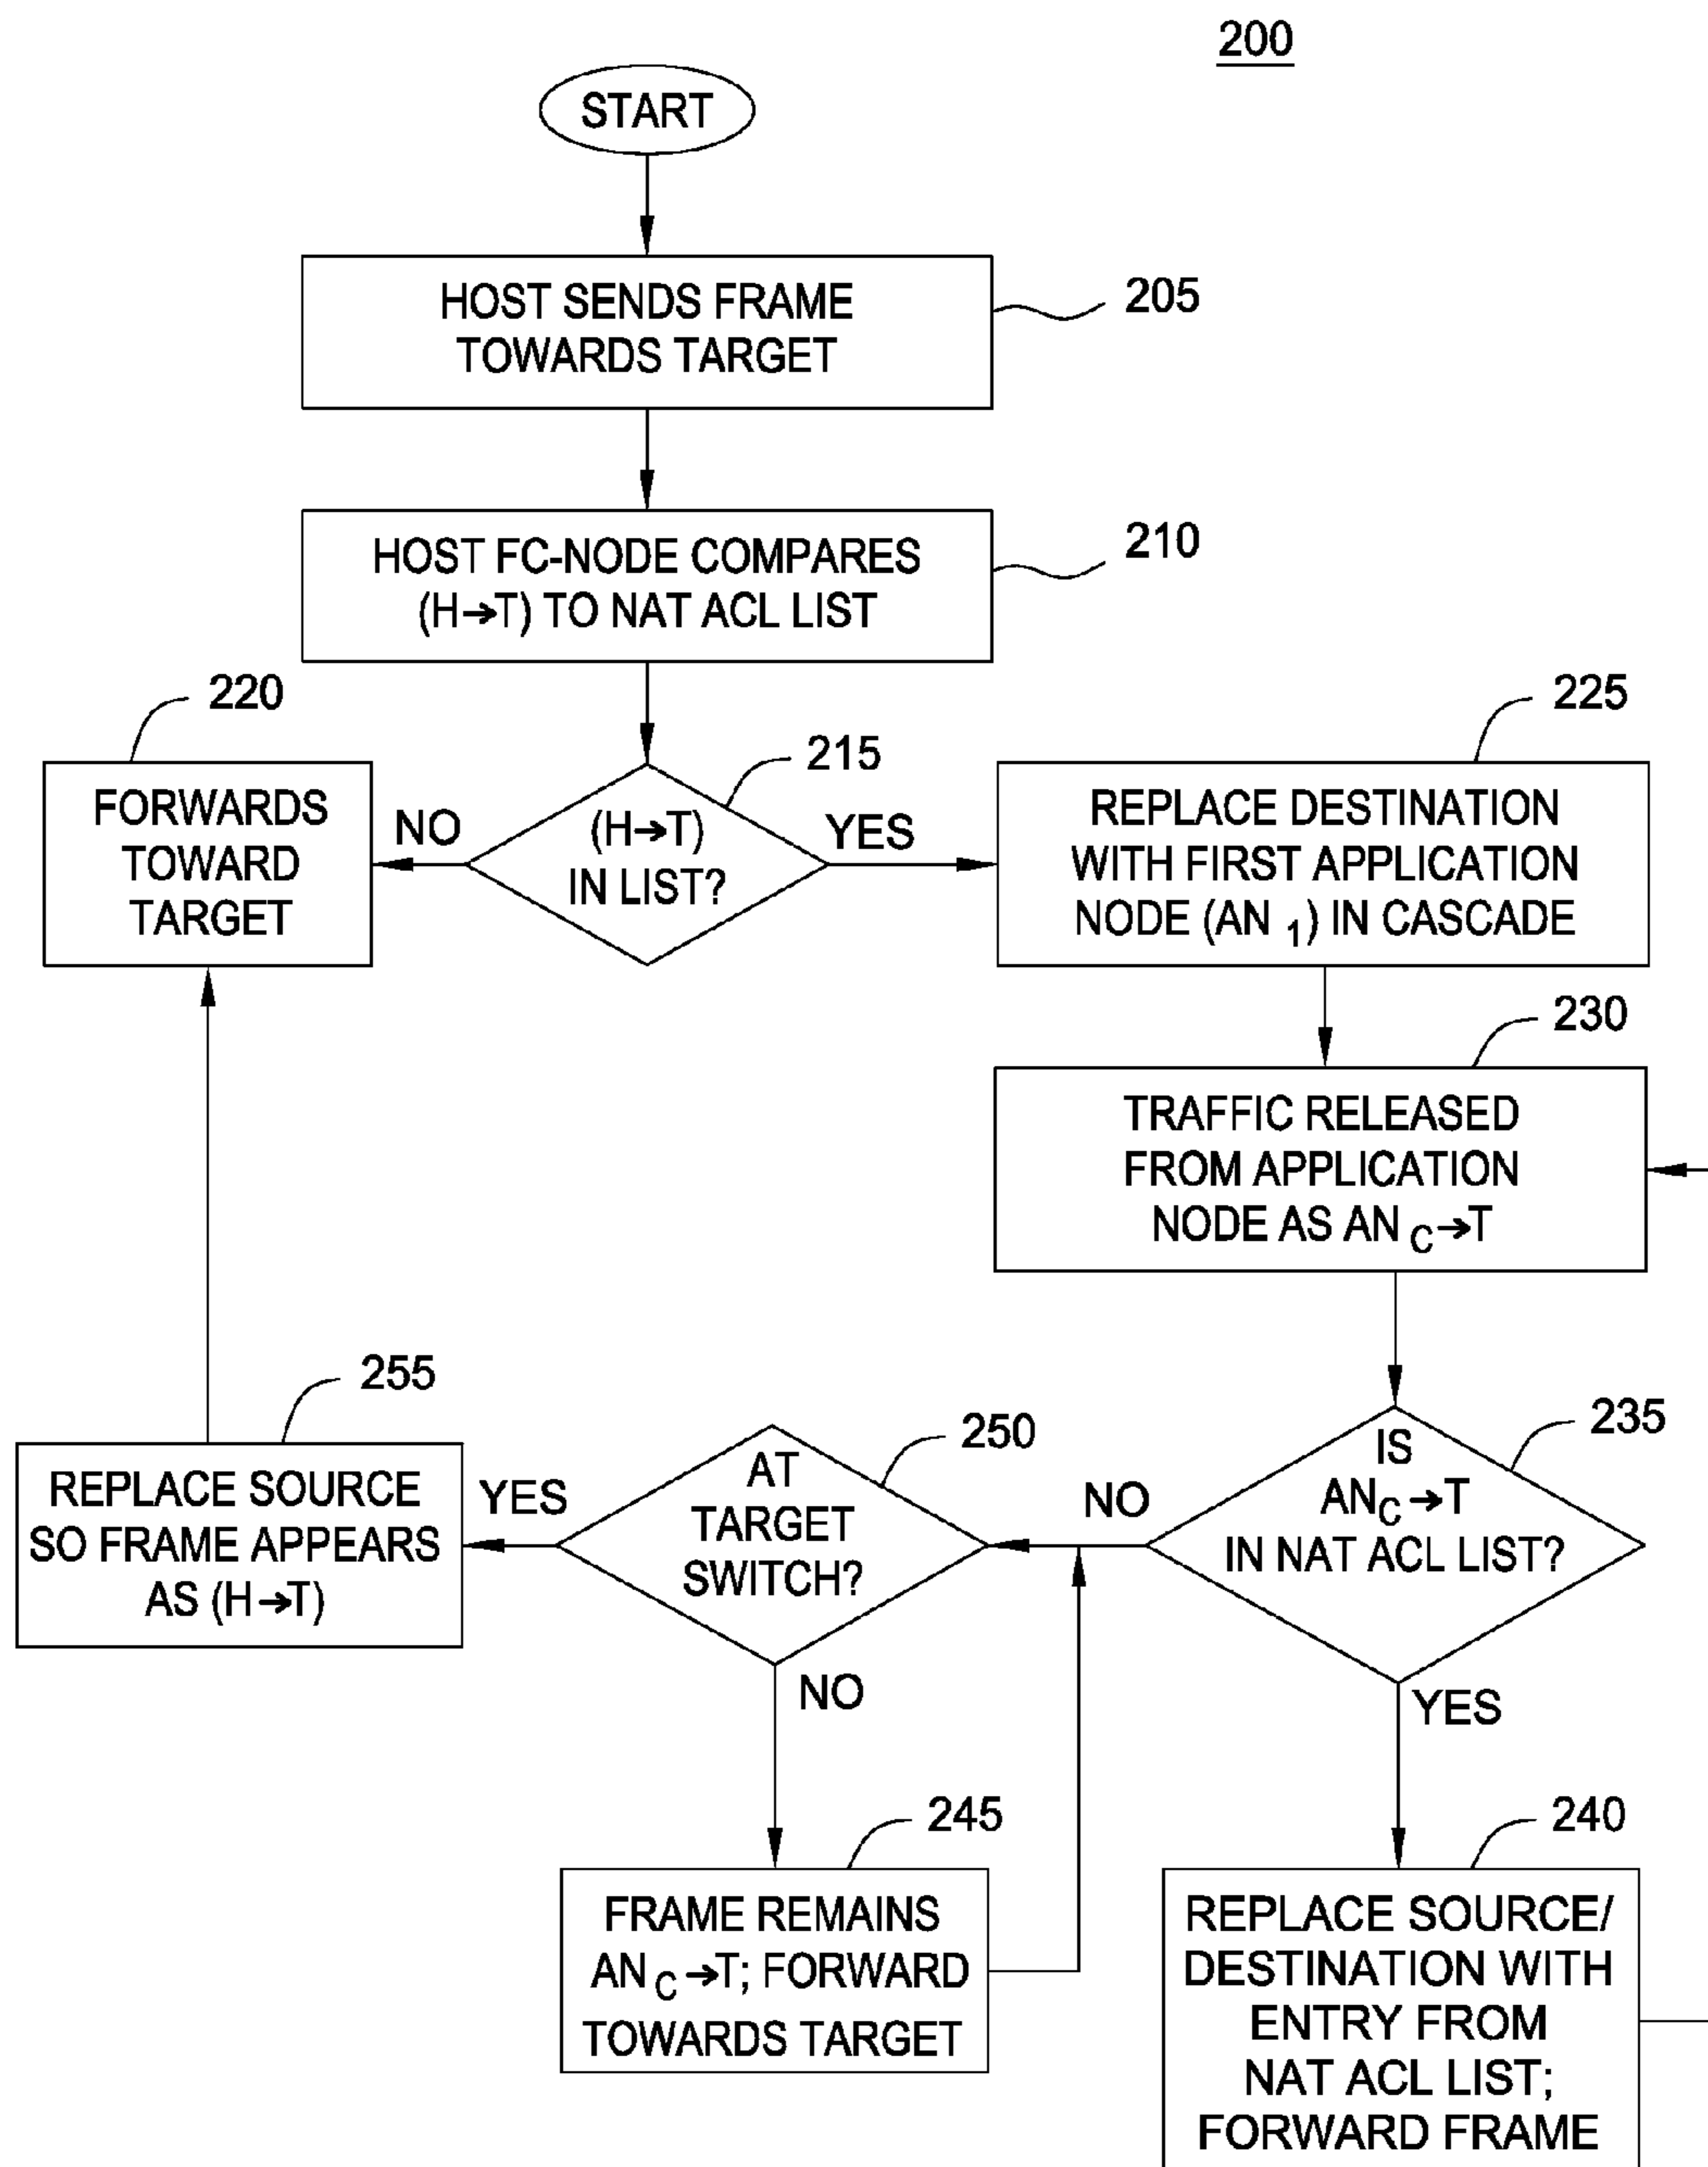 200
START
HOST SENDS FRAME
TOWARDS TARGET
205
HOST FC-NODE COMPARES
(H→T) TO NAT ACL LIST
210
220
FORWARDS
TOWARD
TARGET
NO
215
(H→T)
IN LIST?
YES
225
REPLACE DESTINATION
WITH FIRST APPLICATION
NODE (AN 1) IN CASCADE
230
TRAFFIC RELEASED
FROM APPLICATION
NODE AS AN C→T
235
IS
ANC→T
IN NAT ACL LIST?
NO
YES
250
AT
TARGET
SWITCH?
YES
NO
255
REPLACE SOURCE
SO FRAME APPEARS
AS (H→T)
245
FRAME REMAINS
AN C→T; FORWARD
TOWARDS TARGET
240
REPLACE SOURCE/
DESTINATION WITH
ENTRY FROM
NAT ACL LIST;
FORWARD FRAME